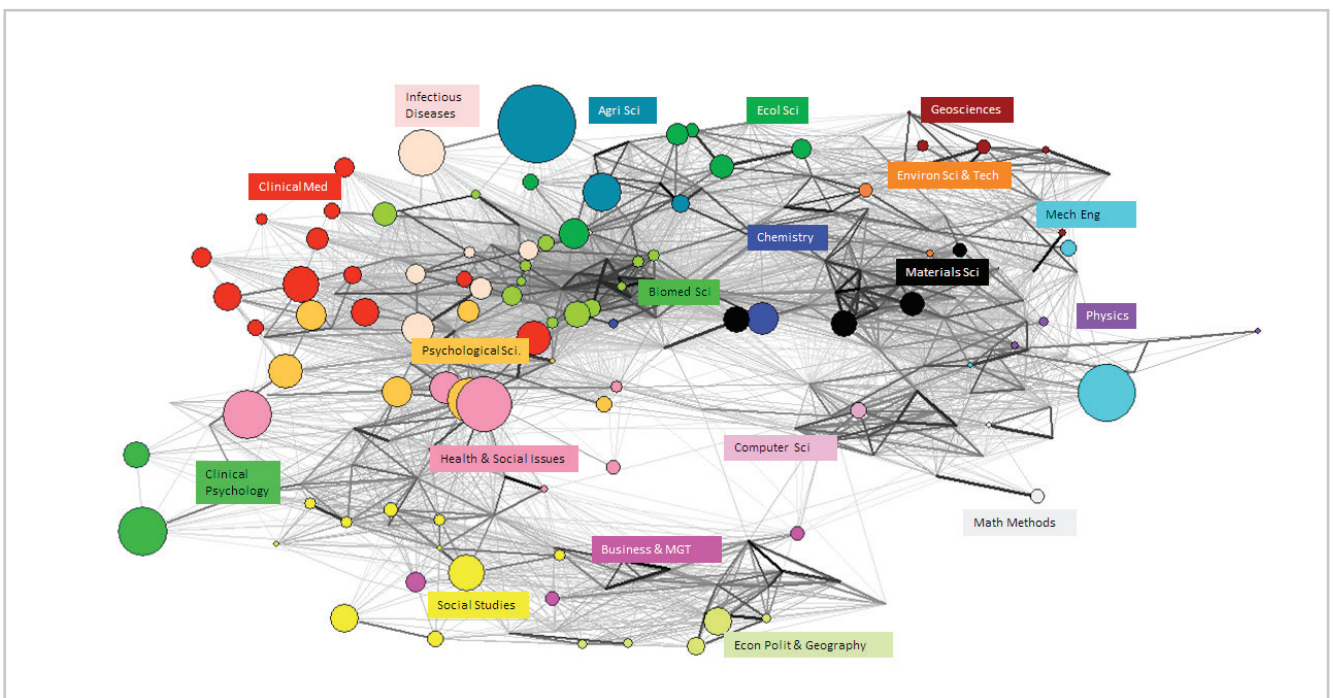 Infectious
Diseases
Agri Sci
Ecol Sci
Geosciences
Clinical Med
Environ Sci & Tech
Mech Eng
Chemistry
Materials Sci
Biomed Sci
Physics
Psychological Sci.
Computer Sci
Health & Social Issues
Clinical
Psychology
Math Methods
Business & MGT
Social Studies
Econ Polit & Geography